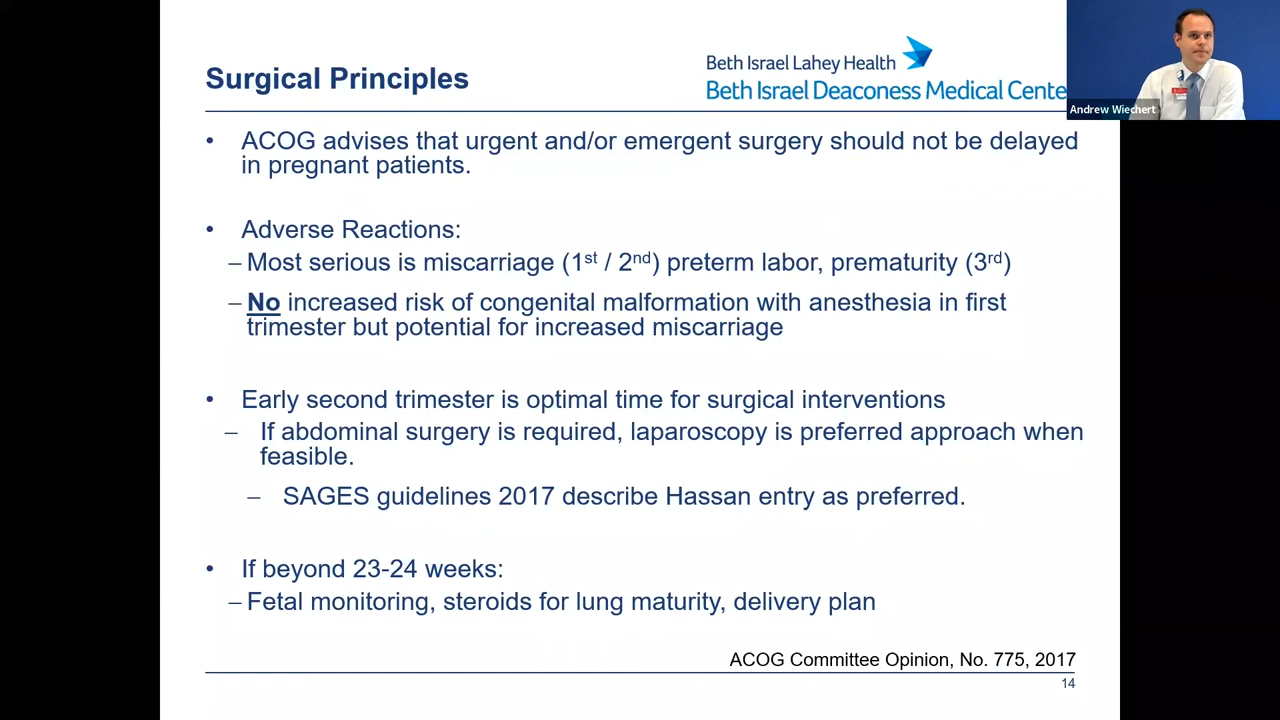 Surgical Principles
Beth Israel Lahey Health
Beth Israel Deaconess Medical Cente
Andrew Wiechert
• ACOG advises that urgent and/or emergent surgery should not be delayed
in pregnant patients.
• Adverse Reactions:
– Most serious is miscarriage (1st / 2nd) preterm labor, prematurity (3rd)
– No increased risk of congenital malformation with anesthesia in first
trimester but potential for increased miscarriage
• Early second trimester is optimal time for surgical interventions
– If abdominal surgery is required, laparoscopy is preferred approach when
feasible.
– SAGES guidelines 2017 describe Hassan entry as preferred.
• If beyond 23-24 weeks:
– Fetal monitoring, steroids for lung maturity, delivery plan
ACOG Committee Opinion, No. 775, 2017
14